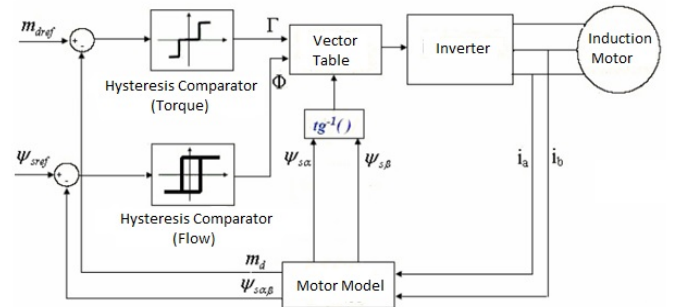 m_dref
+
-
Hysteresis Comparator
(Torque)
Γ
Φ
Vector
Table
Inverter
Induction
Motor
tg⁻¹( )
ψ_sref
+
-
Hysteresis Comparator
(Flow)
ψ_sα
ψ_sβ
i_a
i_b
m_d
ψ_sαβ
Motor Model